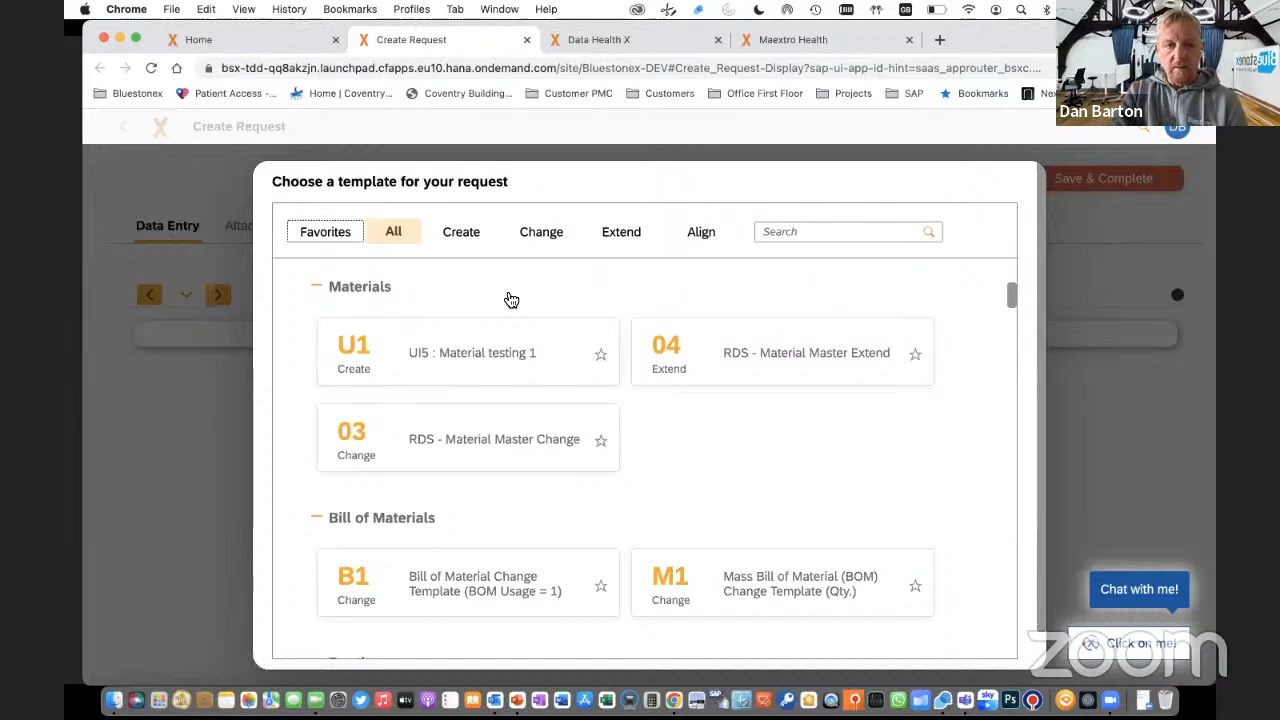 Chrome File Edit View History Bookmarks Profiles Tab Window Help
Home
Create Request
Data Health X
Maextro Health
bsx-tdd-qq8akzjn.launchpad.cfapps.eu10.hana.ondemand.com/site/Bluestonex-DEV#Create_Request-Display?sap-ui-app-id-hint=saas_approuter_bsxc....
Bluestonex
Patient Access -...
Home | Coventry...
Coventry Building...
Customer PMC
Customers
Office First Floor
Projects
SAP
Bookmarks
Bluestonex
Dan Barton
Create Request
DB
Choose a template for your request
Save & Complete
Data Entry
Favorites All Create Change Extend Align Search
Materials
U1 UI5 : Material testing 1
Create
04 RDS - Material Master Extend
Extend
03 RDS - Material Master Change
Change
Bill of Materials
B1 Bill of Material Change
Change Template (BOM Usage = 1)
M1 Mass Bill of Material (BOM)
Change Change Template (Qty.)
Chat with me!
Click on me!
zoom